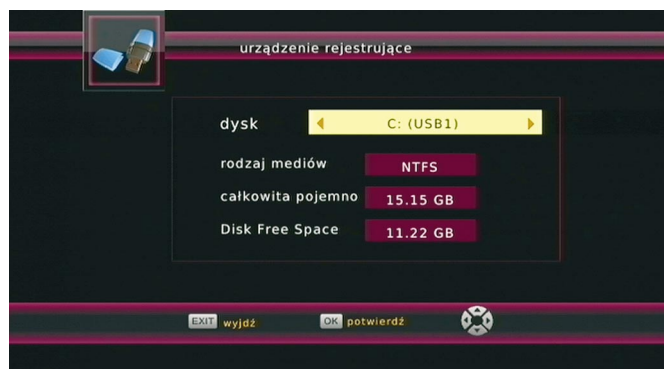 urządzenie rejestrujące
dysk C: (USB1)
rodzaj mediów NTFS
całkowita pojemno 15.15 GB
Disk Free Space 11.22 GB
EXIT wyjdź OK potwierdź